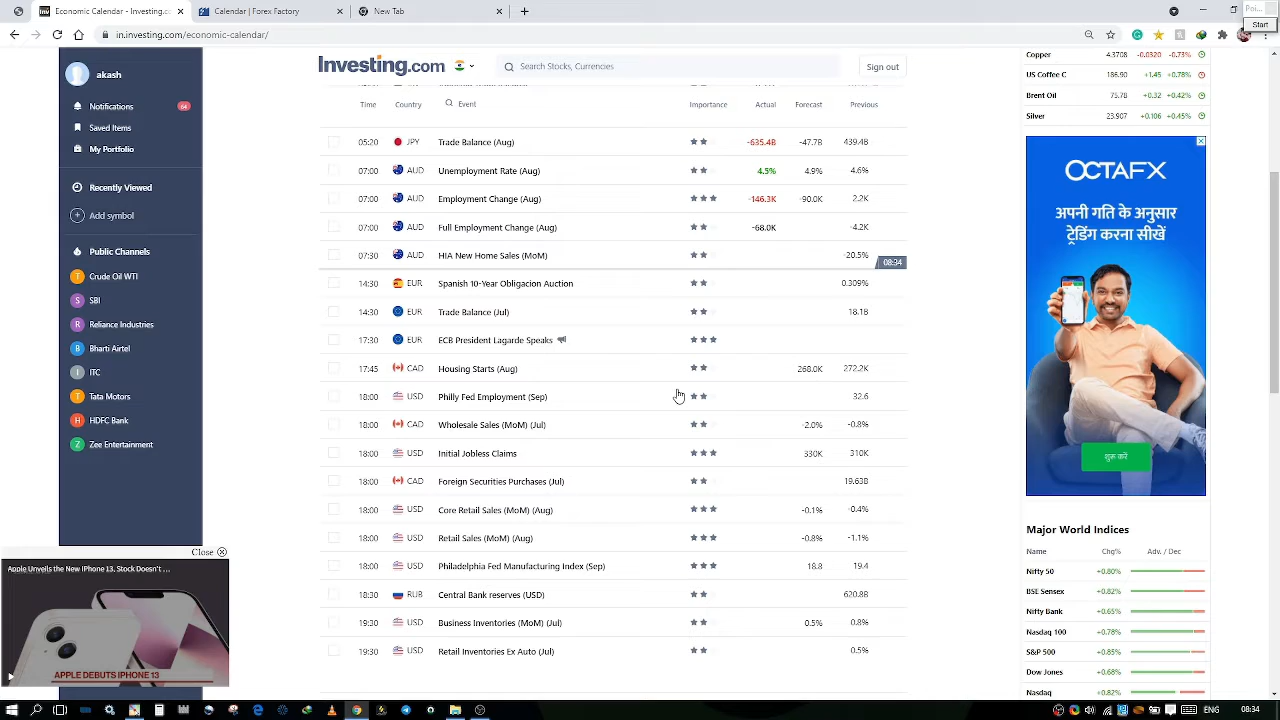 Economic Calendar - Investing.co
Calendar | Forex Factory
New Tab
Poi...
Start
in.investing.com/economic-calendar/
akash
Notifications
64
Saved Items
My Portfolio
Recently Viewed
Add symbol
Public Channels
T Crude Oil WTI
S SBI
R Reliance Industries
B Bharti Airtel
I ITC
T Tata Motors
H HDFC Bank
Z Zee Entertainment
Close
Apple Unveils the New iPhone 13, Stock Doesn't ...
APPLE DEBUTS IPHONE 13
Investing.com
Search Stocks, Currencies
Sign out
Time Country Event Importance Actual Forecast Previous
05:20 JPY Trade Balance (Aug) -635.4B -47.7B 439.4B
07:00 AUD Unemployment Rate (Aug) 4.5% 4.9% 4.6%
07:00 AUD Employment Change (Aug) -146.3K -90.0K 2.2K
07:00 AUD Full Employment Change (Aug) -68.0K -4.2K
07:30 AUD HIA New Home Sales (MoM) -20.5%
08:34
14:30 EUR Spanish 10-Year Obligacion Auction 0.309%
14:30 EUR Trade Balance (Jul) 18.1B
17:30 EUR ECB President Lagarde Speaks
17:45 CAD Housing Starts (Aug) 268.0K 272.2K
18:00 USD Philly Fed Employment (Sep) 32.6
18:00 CAD Wholesale Sales (MoM) (Jul) -2.0% -0.8%
18:00 USD Initial Jobless Claims 330K 310K
18:00 CAD Foreign Securities Purchases (Jul) 19.63B
18:00 USD Core Retail Sales (MoM) (Aug) -0.1% -0.4%
18:00 USD Retail Sales (MoM) (Aug) -0.8% -1.1%
18:00 USD Philadelphia Fed Manufacturing Index (Sep) 18.8 19.4
18:30 RUB Central Bank reserves (USD) 620.8B
19:30 USD Business Inventories (MoM) (Jul) 0.5% 0.8%
19:30 USD Retail Inventories Ex Auto (Jul) 0.5%
Copper 4.3708 -0.0320 -0.73%
US Coffee C 186.90 +1.45 +0.78%
Brent Oil 75.78 +0.32 +0.42%
Silver 23.907 +0.106 +0.45%
OCTAFX
अपनी गति के अनुसार
ट्रेडिंग करना सीखें
शुरू करें
Major World Indices
Name Chg% Adv. / Dec
Nifty 50 +0.80%
BSE Sensex +0.82%
Nifty Bank +0.65%
Nasdaq 100 +0.78%
S&P 500 +0.85%
Dow Jones +0.68%
Nasdaq +0.82%
ENG 08:34